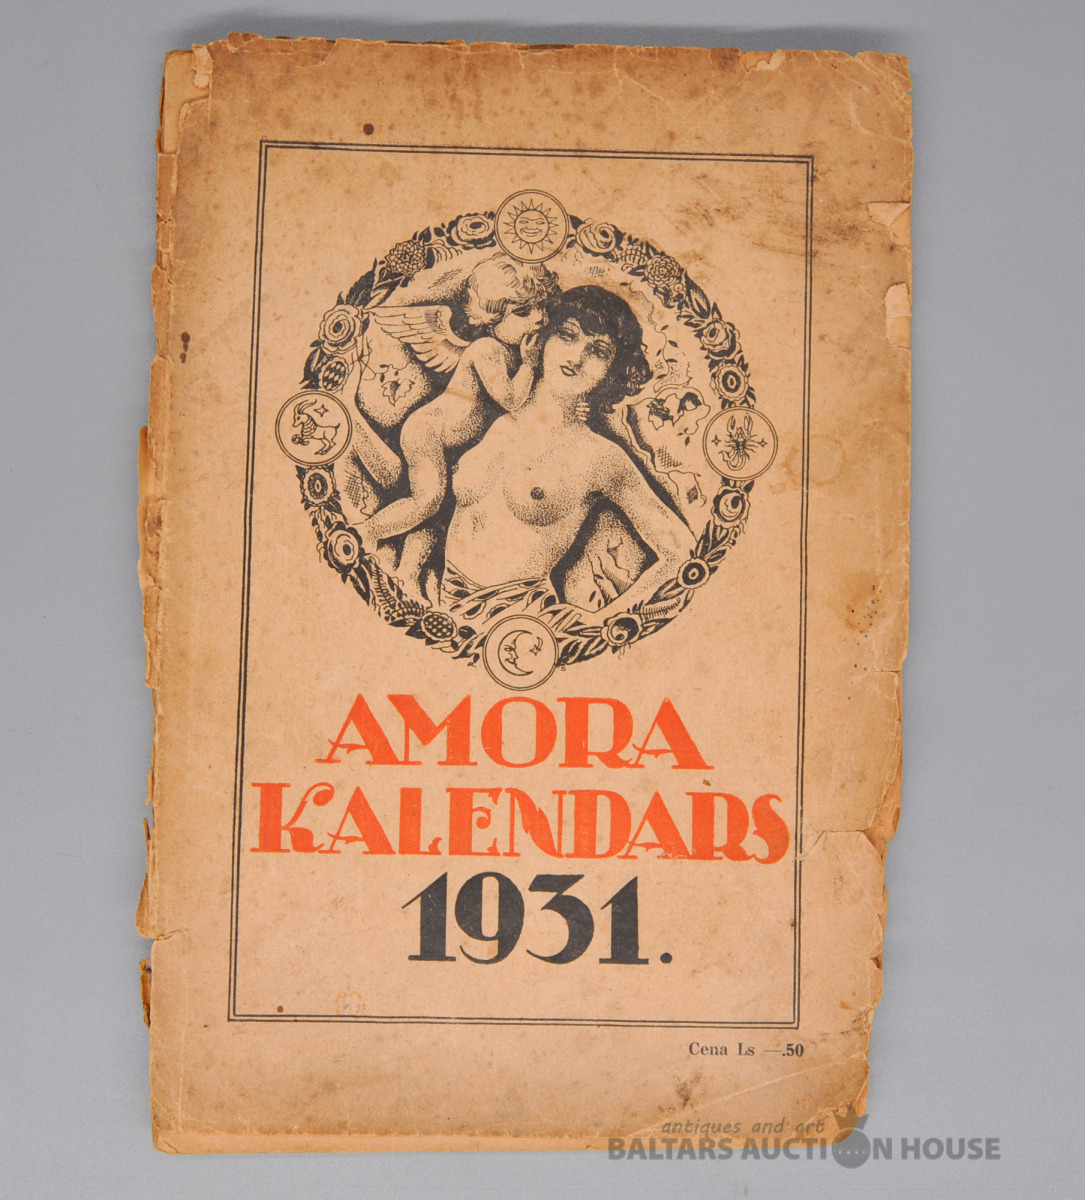 AMORA
KALENDARS
1931.
Cena Ls —.50
antiques and art
BALTARS AUCTION HOUSE